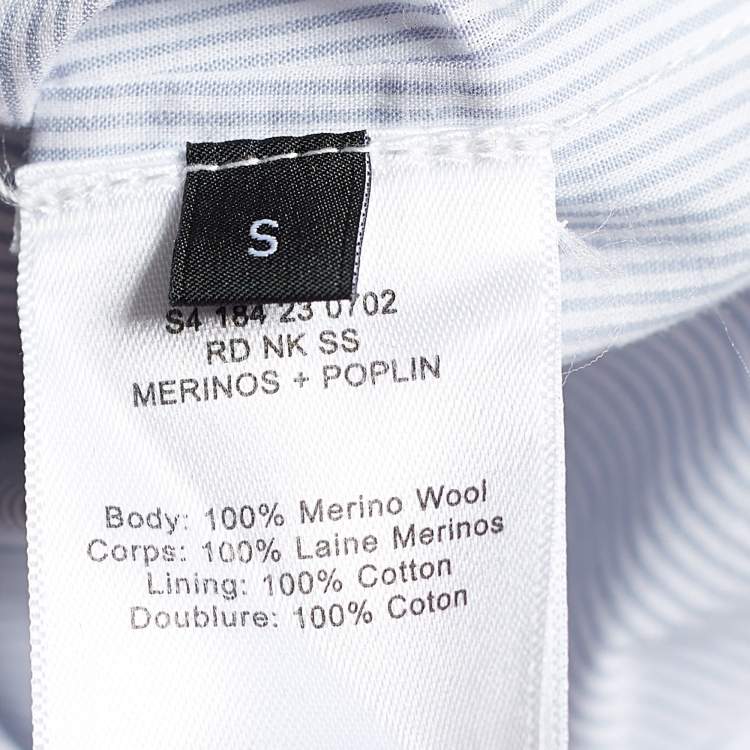 S
S4 184 23 0702
RD NK SS
MERINOS + POPLIN
Body: 100% Merino Wool
Corps: 100% Laine Merinos
Lining: 100% Cotton
Doublure: 100% Coton